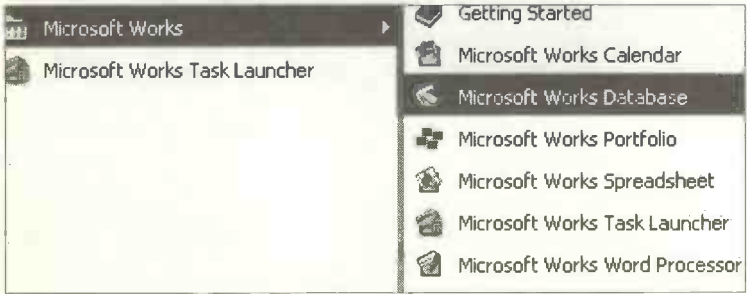 Microsoft Works
Microsoft Works Task Launcher
Getting Started
Microsoft Works Calendar
Microsoft Works Database
Microsoft Works Portfolio
Microsoft Works Spreadsheet
Microsoft Works Task Launcher
Microsoft Works Word Processor